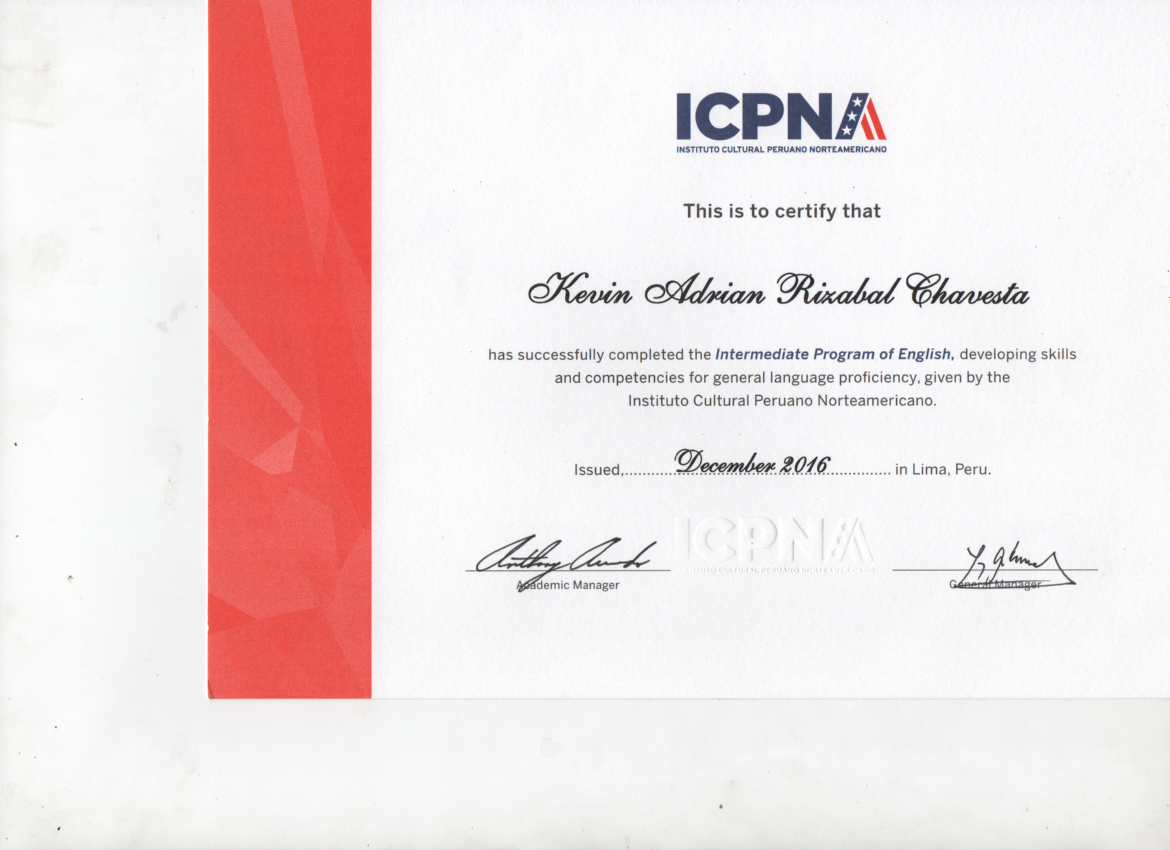 ICPNA
INSTITUTO CULTURAL PERUANO NORTEAMERICANO
This is to certify that
Kevin Adrian Rizabal Chavesta
has successfully completed the Intermediate Program of English, developing skills
and competencies for general language proficiency, given by the
Instituto Cultural Peruano Norteamericano.
Issued,............December 2016............... in Lima, Peru.
ICPNA
INSTITUTO CULTURAL PERUANO NORTEAMERICANO
Academic Manager
General Manager